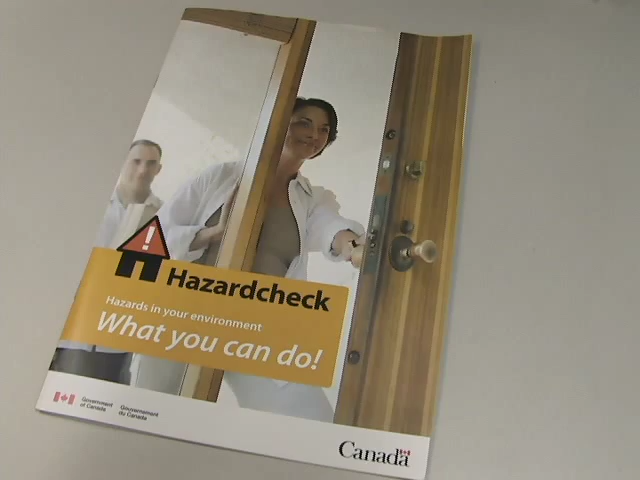 !
Hazardcheck
Hazards in your environment
What you can do!
Government of Canada
Gouvernement du Canada
Canada